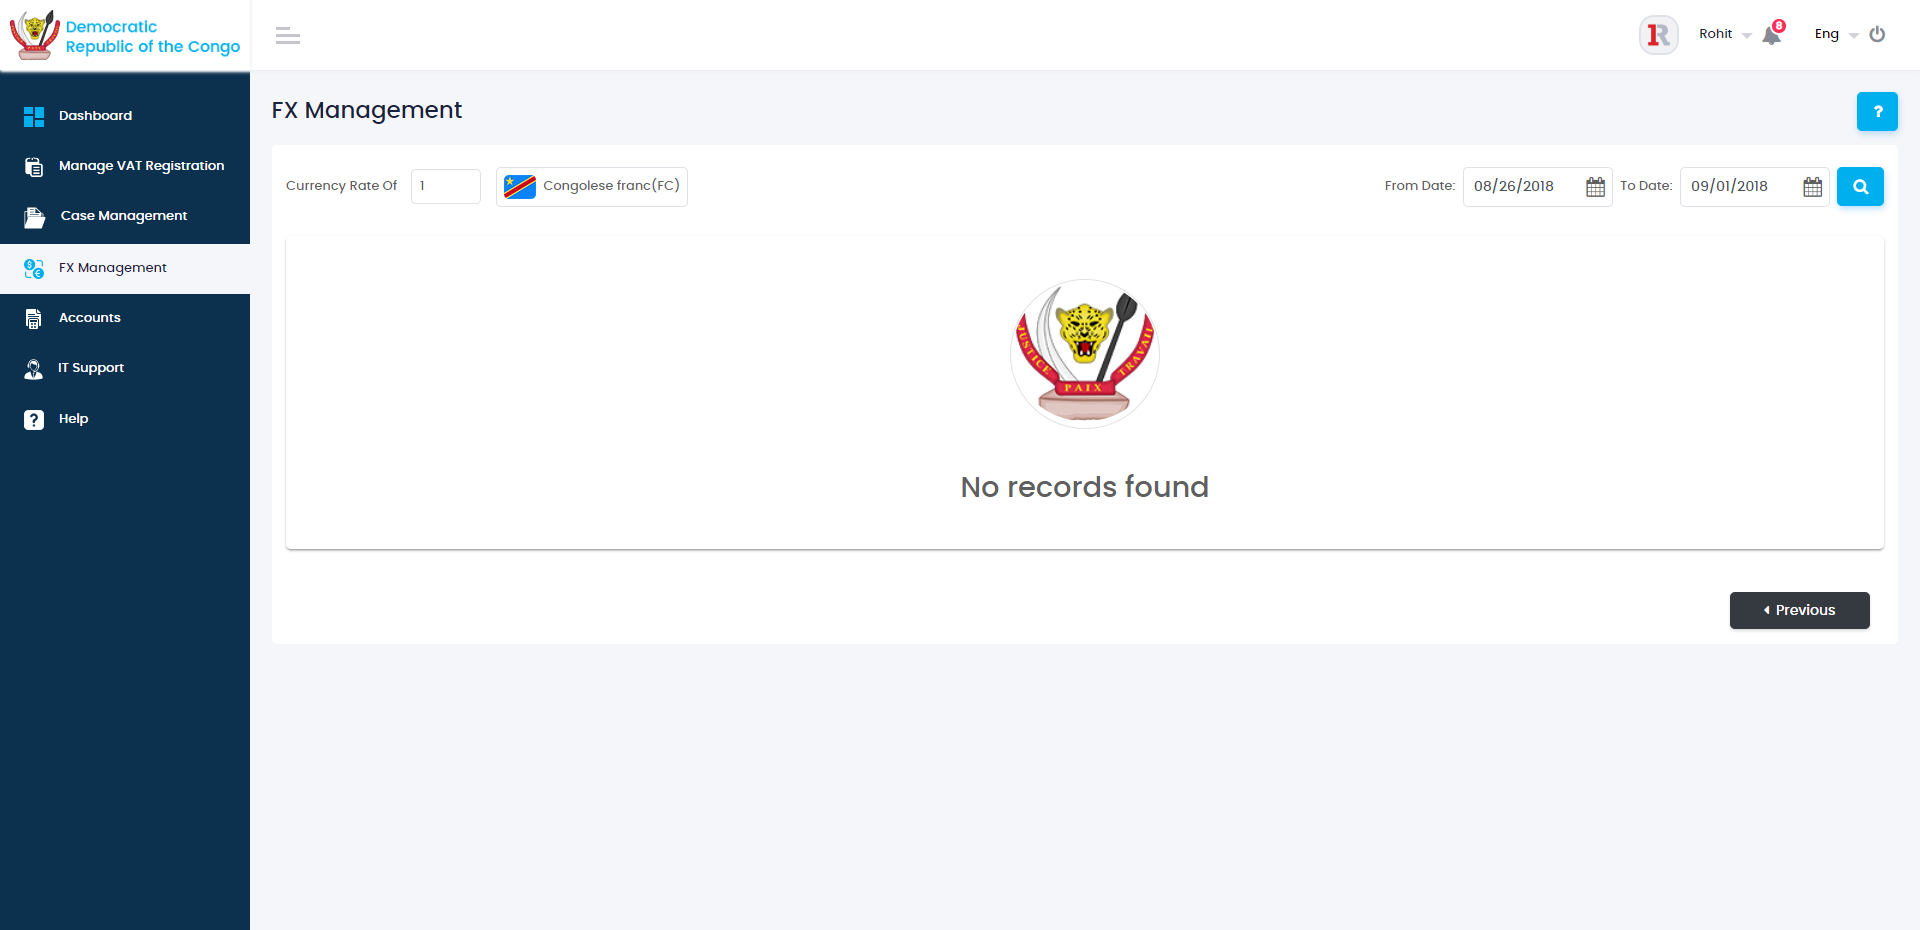 Democratic
Republic of the Congo
Rohit
8
Eng
Dashboard
Manage VAT Registration
Case Management
FX Management
Accounts
IT Support
? Help
FX Management
?
Currency Rate Of 1 Congolese franc(FC)
From Date: 08/26/2018 To Date: 09/01/2018
JUSTICE PAIX TRAVAIL
No records found
Previous